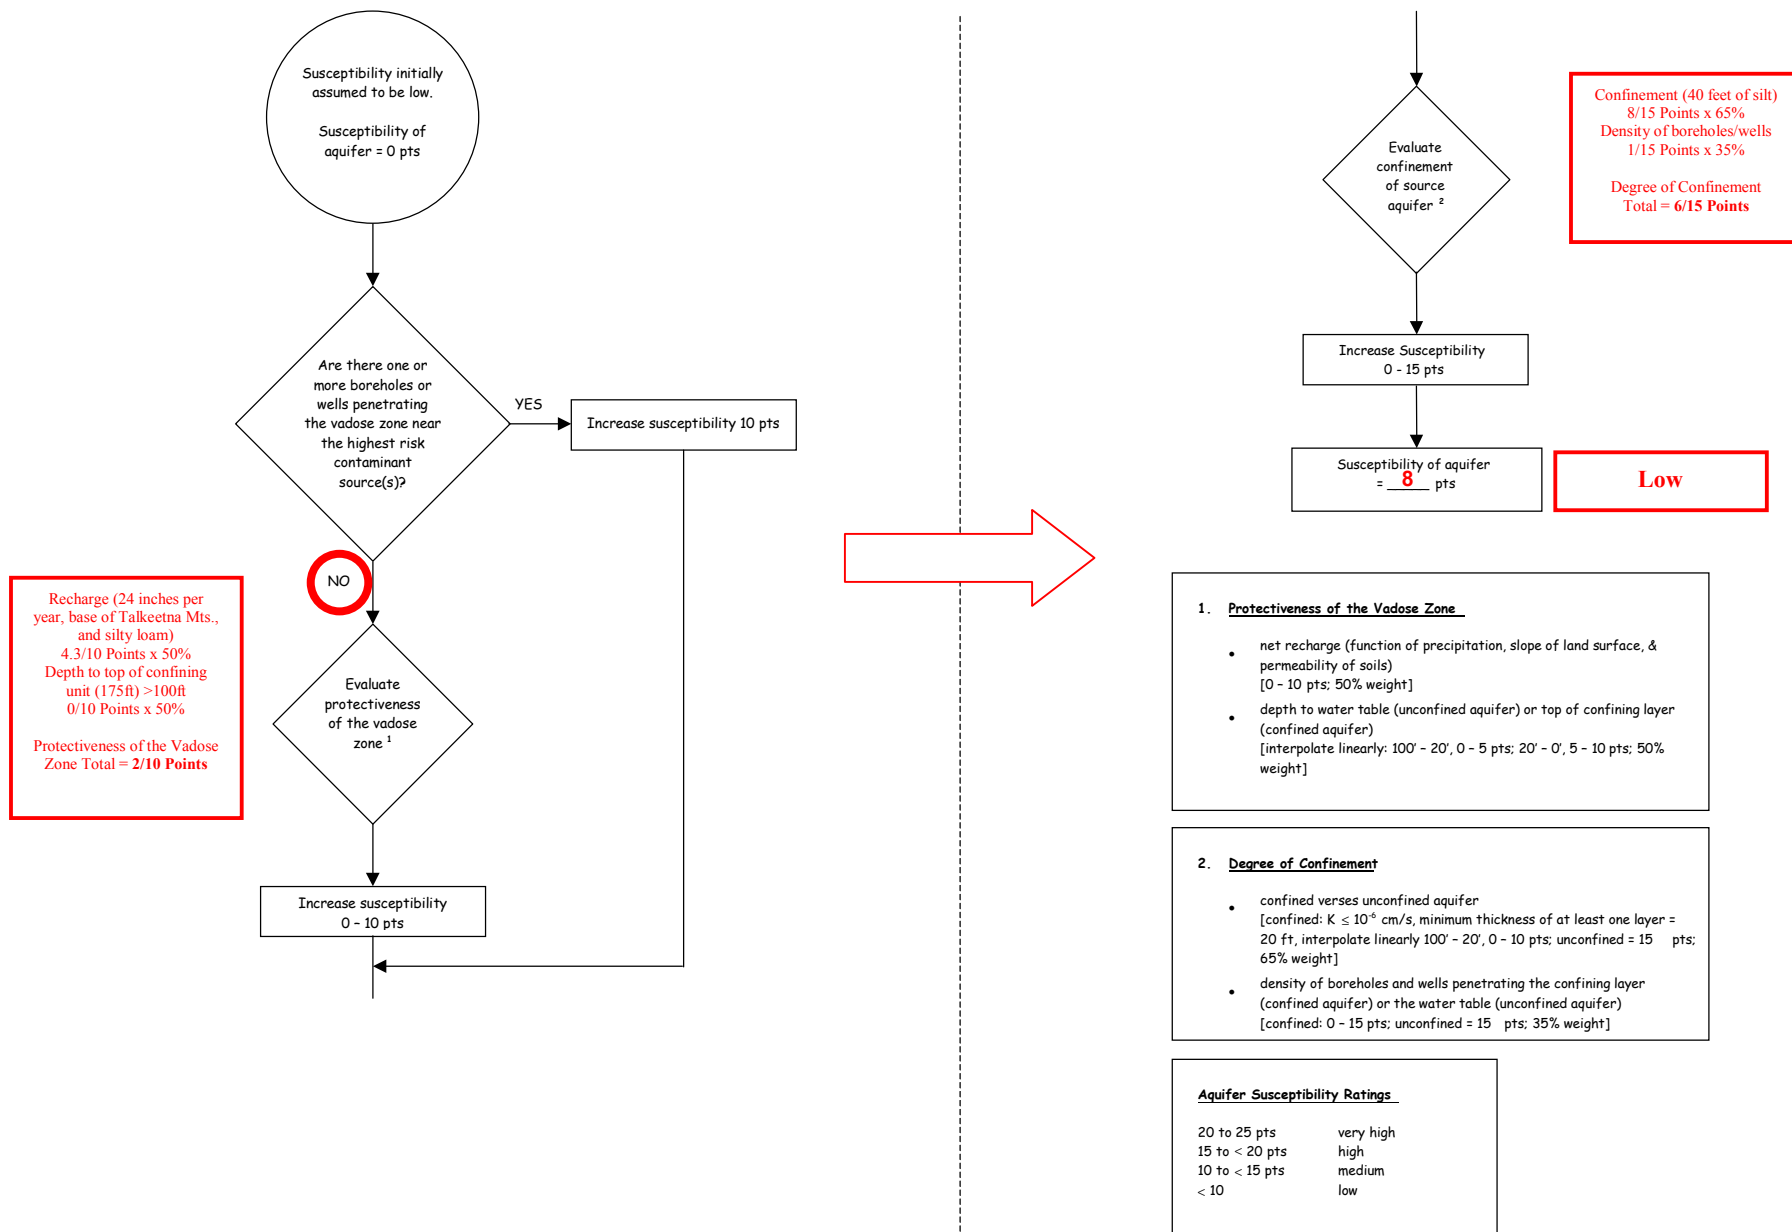 Susceptibility initially
assumed to be low.
Susceptibility of
aquifer = 0 pts
Are there one or
more boreholes or
wells penetrating
the vadose zone near
the highest risk
contaminant
source(s)?
YES
Increase susceptibility 10 pts
NO
Recharge (24 inches per
year, base of Talkeetna Mts.,
and silty loam)
4.3/10 Points x 50%
Depth to top of confining
unit (175ft) >100ft
0/10 Points x 50%
Protectiveness of the Vadose
Zone Total = 2/10 Points
Evaluate
protectiveness
of the vadose
zone ¹
Increase susceptibility
0 – 10 pts
Evaluate
confinement
of source
aquifer ²
Confinement (40 feet of silt)
8/15 Points x 65%
Density of boreholes/wells
1/15 Points x 35%
Degree of Confinement
Total = 6/15 Points
Increase Susceptibility
0 - 15 pts
Susceptibility of aquifer
= __8__ pts
Low
1. Protectiveness of the Vadose Zone
• net recharge (function of precipitation, slope of land surface, &
permeability of soils)
[0 – 10 pts; 50% weight]
• depth to water table (unconfined aquifer) or top of confining layer
(confined aquifer)
[interpolate linearly: 100' – 20', 0 – 5 pts; 20' – 0', 5 – 10 pts; 50%
weight]
2. Degree of Confinement
• confined verses unconfined aquifer
[confined: K ≤ 10⁻⁶ cm/s, minimum thickness of at least one layer =
20 ft, interpolate linearly 100' – 20', 0 – 10 pts; unconfined = 15 pts;
65% weight]
• density of boreholes and wells penetrating the confining layer
(confined aquifer) or the water table (unconfined aquifer)
[confined: 0 – 15 pts; unconfined = 15 pts; 35% weight]
Aquifer Susceptibility Ratings
20 to 25 pts very high
15 to < 20 pts high
10 to < 15 pts medium
< 10 low